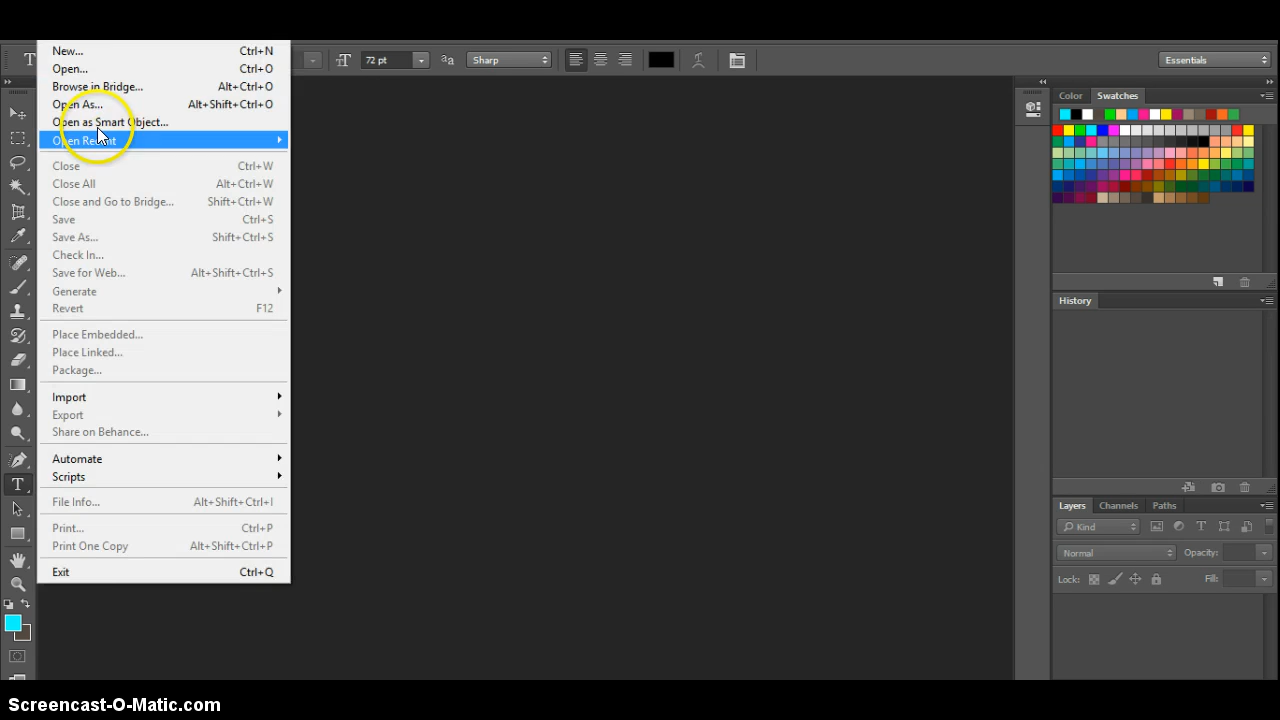 T 72 pt aa Sharp Essentials
New... Ctrl+N
Open... Ctrl+O
Browse in Bridge... Alt+Ctrl+O
Open As... Alt+Shift+Ctrl+O
Open as Smart Object...
Open Recent
Close Ctrl+W
Close All Alt+Ctrl+W
Close and Go to Bridge... Shift+Ctrl+W
Save Ctrl+S
Save As... Shift+Ctrl+S
Check In...
Save for Web... Alt+Shift+Ctrl+S
Generate
Revert F12
Place Embedded...
Place Linked...
Package...
Import
Export
Share on Behance...
Automate
Scripts
File Info... Alt+Shift+Ctrl+I
Print... Ctrl+P
Print One Copy Alt+Shift+Ctrl+P
Exit Ctrl+Q
Color Swatches
History
Layers Channels Paths
Kind
Normal Opacity:
Lock: Fill:
Screencast-O-Matic.com